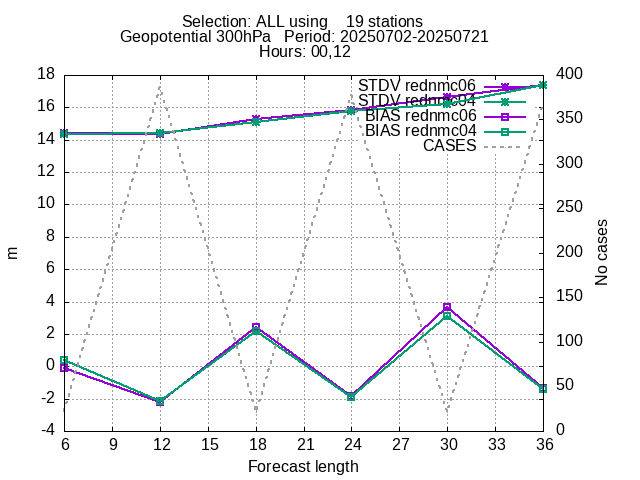 Selection: ALL using    19 stations
Geopotential 300hPa   Period: 20250702-20250721
Hours: 00,12
STDV rednmc06
STDV rednmc04
BIAS rednmc06
BIAS rednmc04
CASES
18
16
14
12
10
8
6
4
2
0
-2
-4
m
400
350
300
250
200
150
100
50
0
No cases
6 9 12 15 18 21 24 27 30 33 36
Forecast length